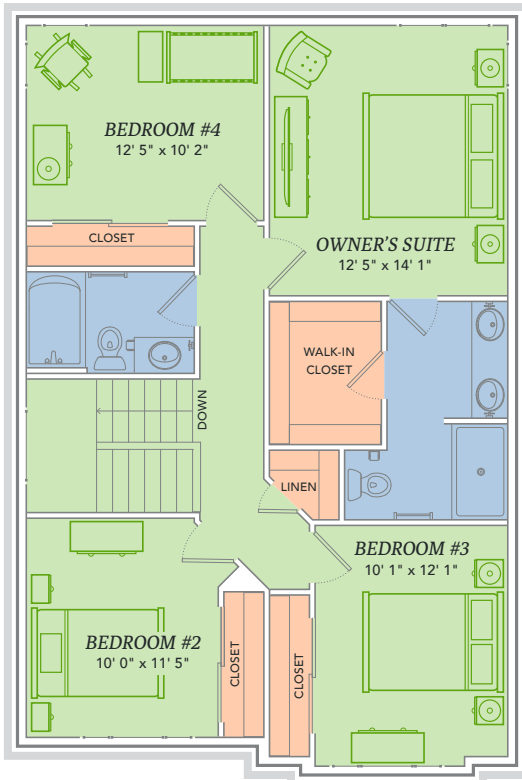 BEDROOM #4
12' 5" x 10' 2"
CLOSET
OWNER'S SUITE
12' 5" x 14' 1"
WALK-IN
CLOSET
DOWN
LINEN
BEDROOM #3
10' 1" x 12' 1"
BEDROOM #2
10' 0" x 11' 5"
CLOSET
CLOSET